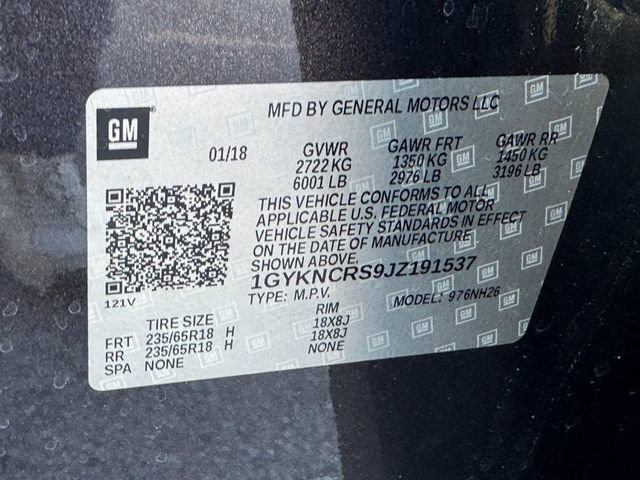 GM
MFD BY GENERAL MOTORS LLC
01/18 GVWR GAWR FRT GAWR RR
2722 KG 1350 KG 1450 KG
6001 LB 2976 LB 3196 LB
THIS VEHICLE CONFORMS TO ALL
APPLICABLE U.S. FEDERAL MOTOR
VEHICLE SAFETY STANDARDS IN EFFECT
ON THE DATE OF MANUFACTURE
SHOWN ABOVE.
1GYKNCRS9JZ191537
121V
TYPE: M.P.V. MODEL: 976NH26
TIRE SIZE RIM
FRT 235/65R18 H 18X8J
RR 235/65R18 H 18X8J
SPA NONE NONE